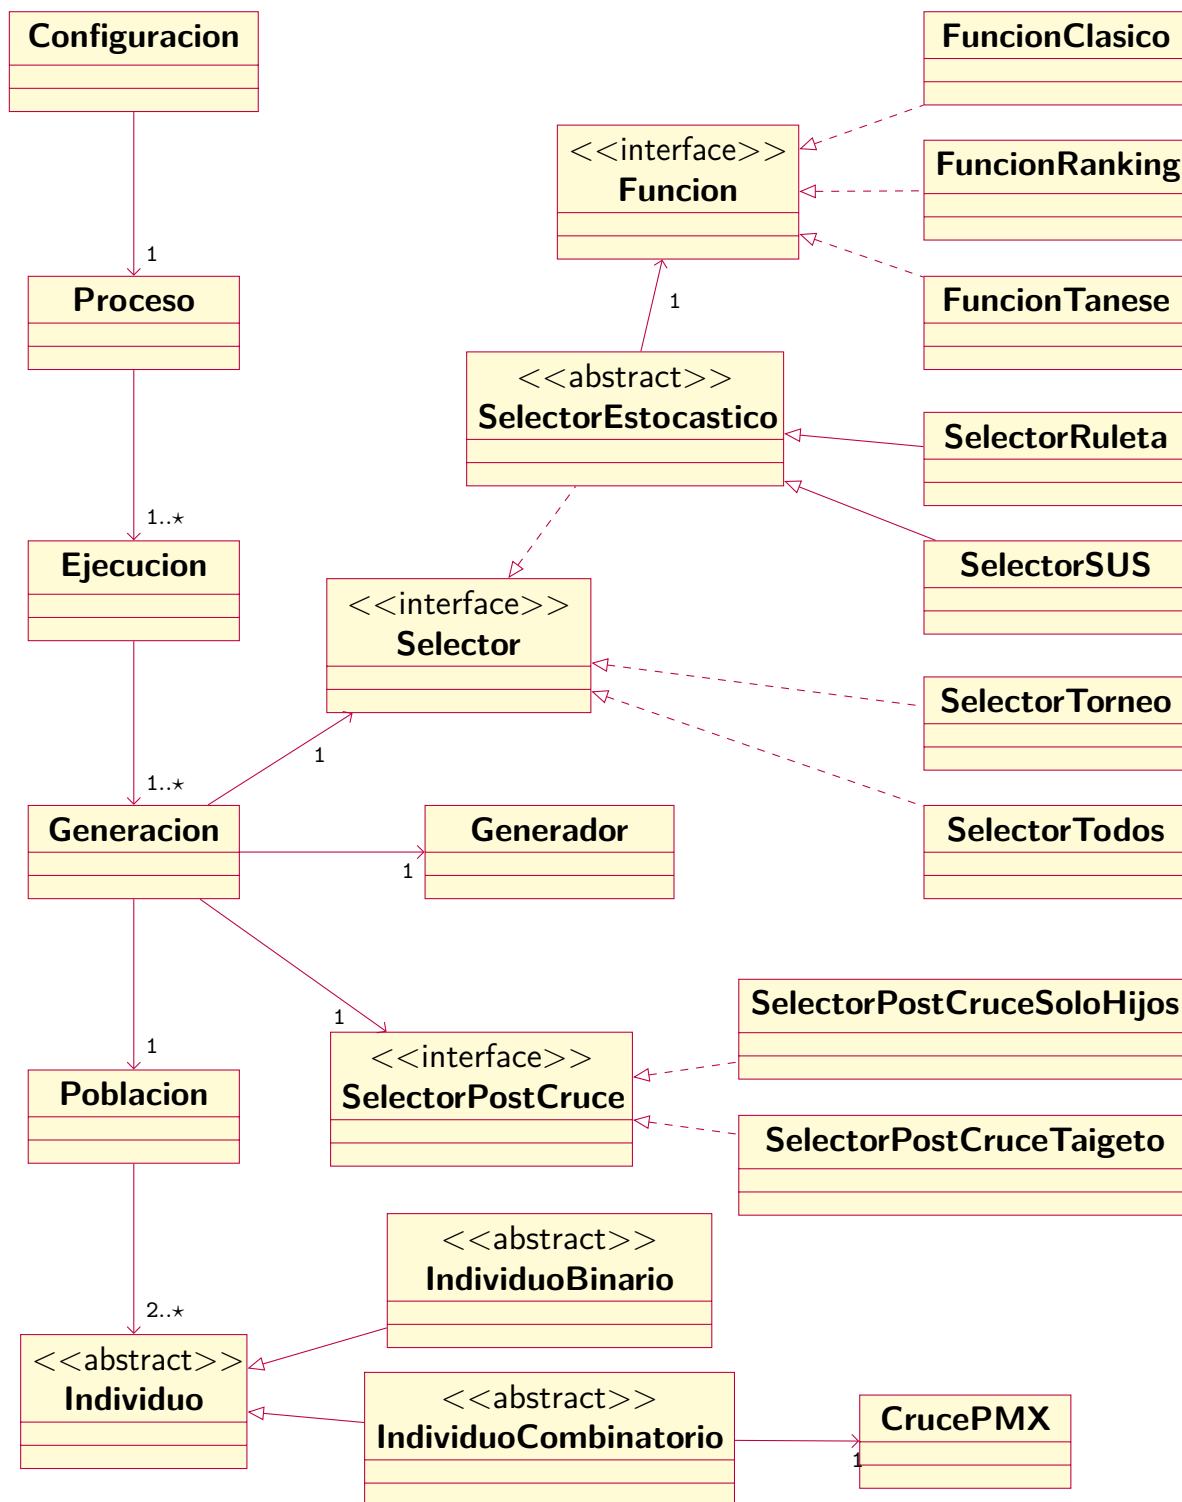 Configuracion
FuncionClasico
<<interface>>
Funcion
FuncionRanking
1
Proceso
1
FuncionTanese
<<abstract>>
SelectorEstocastico
SelectorRuleta
1..*
Ejecucion
SelectorSUS
<<interface>>
Selector
SelectorTorneo
1
1..*
Generacion
Generador
1
SelectorTodos
SelectorPostCruceSoloHijos
1
1
<<interface>>
SelectorPostCruce
Poblacion
SelectorPostCruceTaigeto
<<abstract>>
IndividuoBinario
2..*
<<abstract>>
Individuo
<<abstract>>
IndividuoCombinatorio
CrucePMX
1